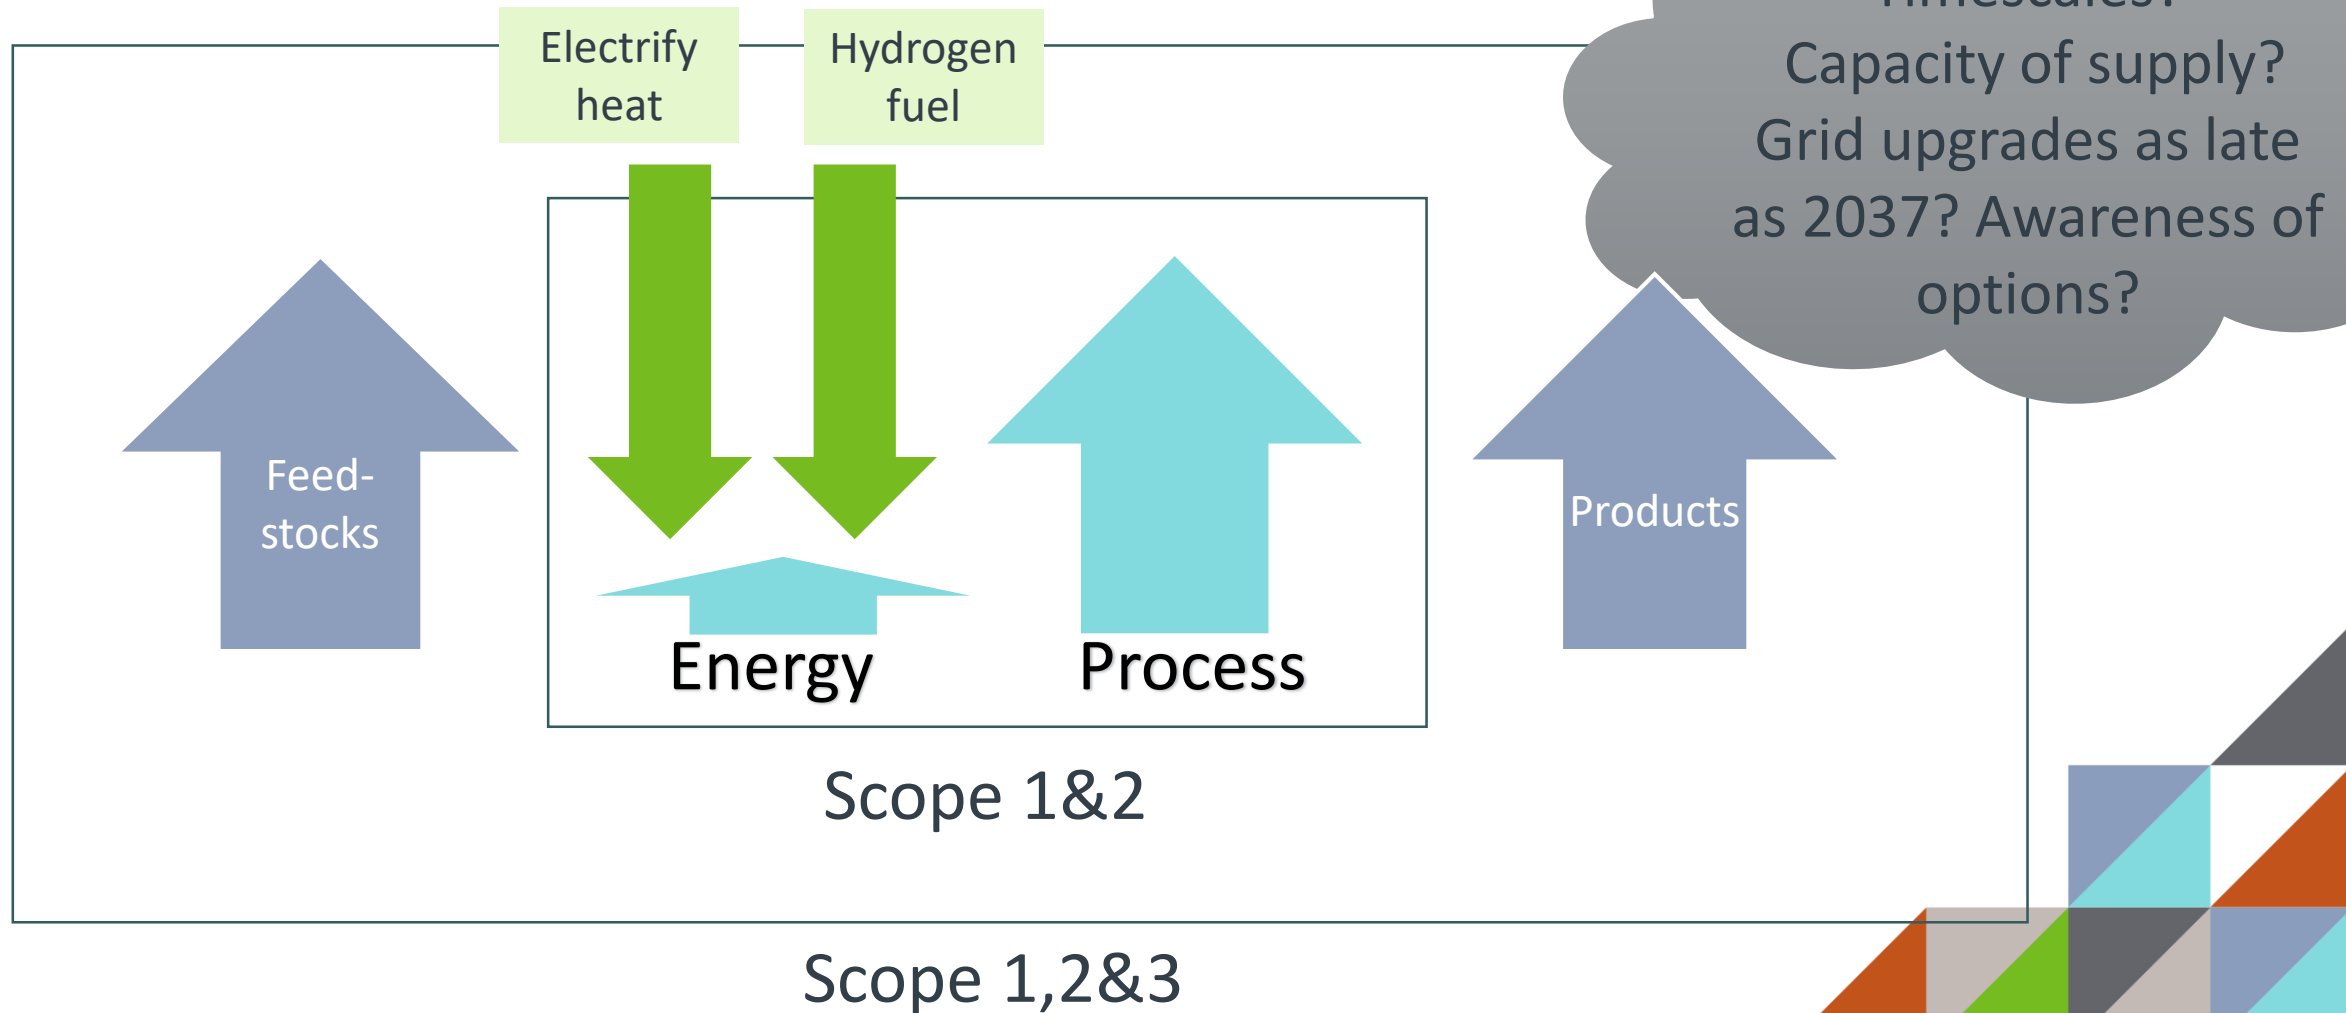 Electrify
heat
Hydrogen
fuel
Timescales?
Capacity of supply?
Grid upgrades as late
as 2037? Awareness of
options?
Feed-
stocks
Products
Energy
Process
Scope 1&2
Scope 1,2&3